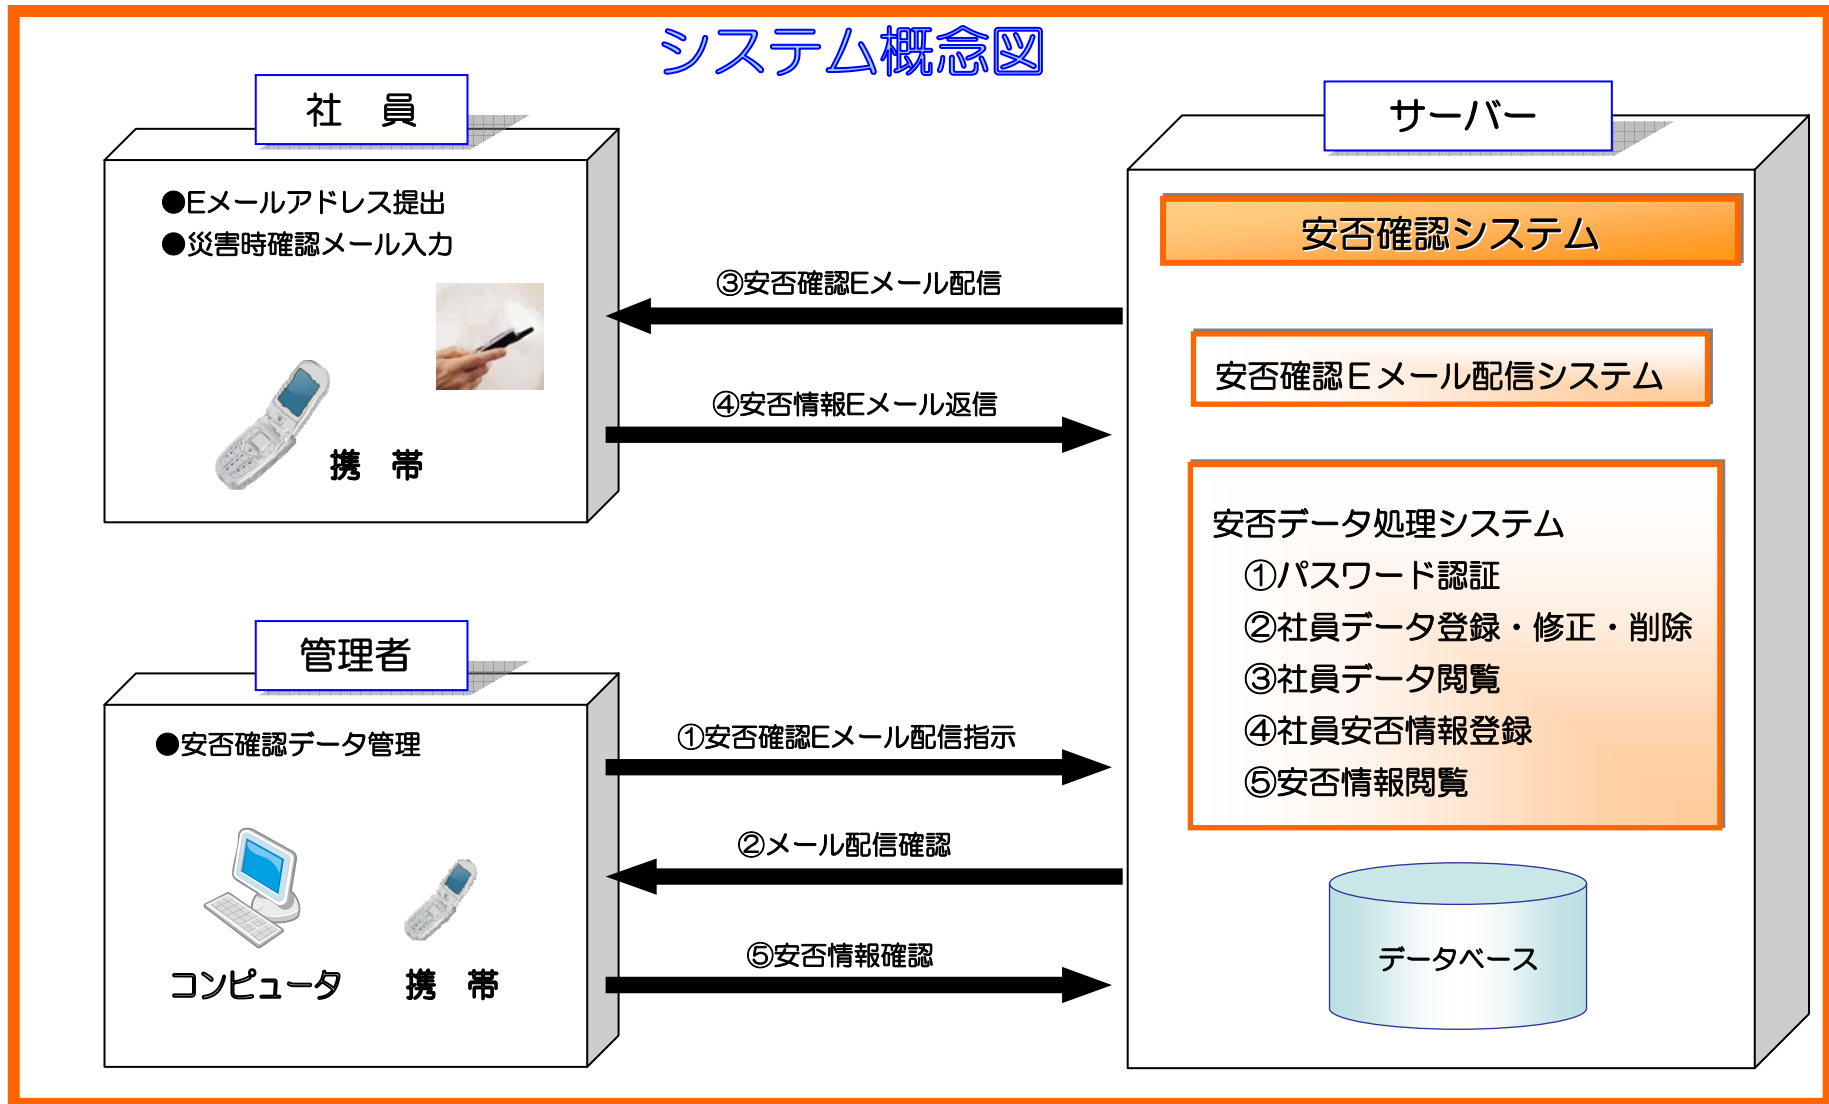 システム概念図
社　員
●Eメールアドレス提出
●災害時確認メール入力
携　帯
③安否確認Eメール配信
④安否情報Eメール返信
管理者
●安否確認データ管理
コンピュータ
携　帯
①安否確認Eメール配信指示
②メール配信確認
⑤安否情報確認
サーバー
安否確認システム
安否確認Ｅメール配信システム
安否データ処理システム
①パスワード認証
②社員データ登録・修正・削除
③社員データ閲覧
④社員安否情報登録
⑤安否情報閲覧
データベース